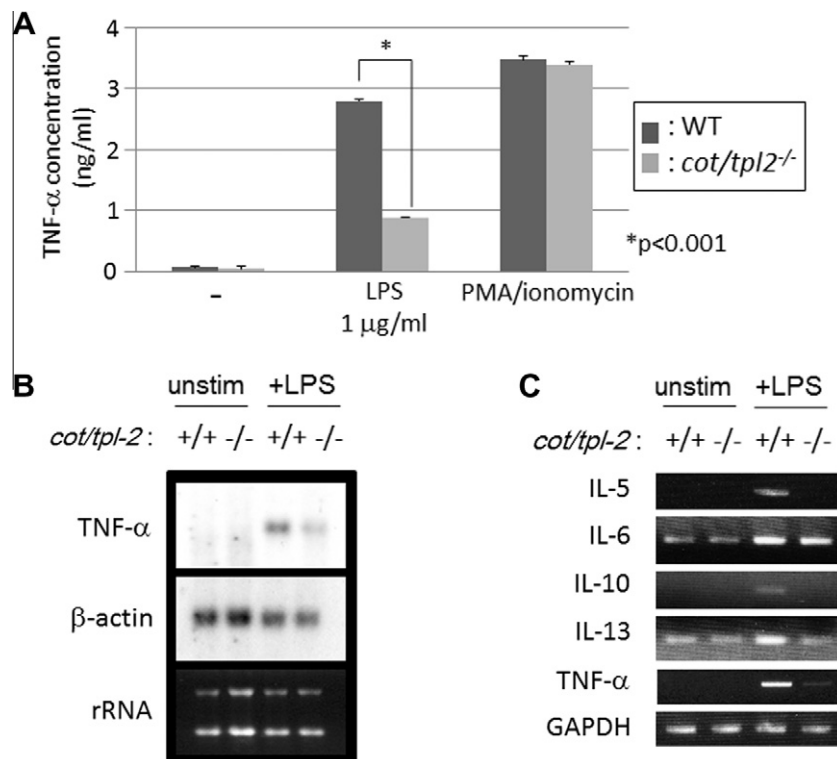 A
TNF-α concentration
(ng/ml)
4
3
2
1
0
*
–
LPS
1 μg/ml
PMA/ionomycin
: WT
: cot/tpl2-/-
*p<0.001
B
unstim +LPS
cot/tpl-2 : +/+ -/- +/+ -/-
TNF-α
β-actin
rRNA
C
unstim +LPS
cot/tpl-2 : +/+ -/- +/+ -/-
IL-5
IL-6
IL-10
IL-13
TNF-α
GAPDH